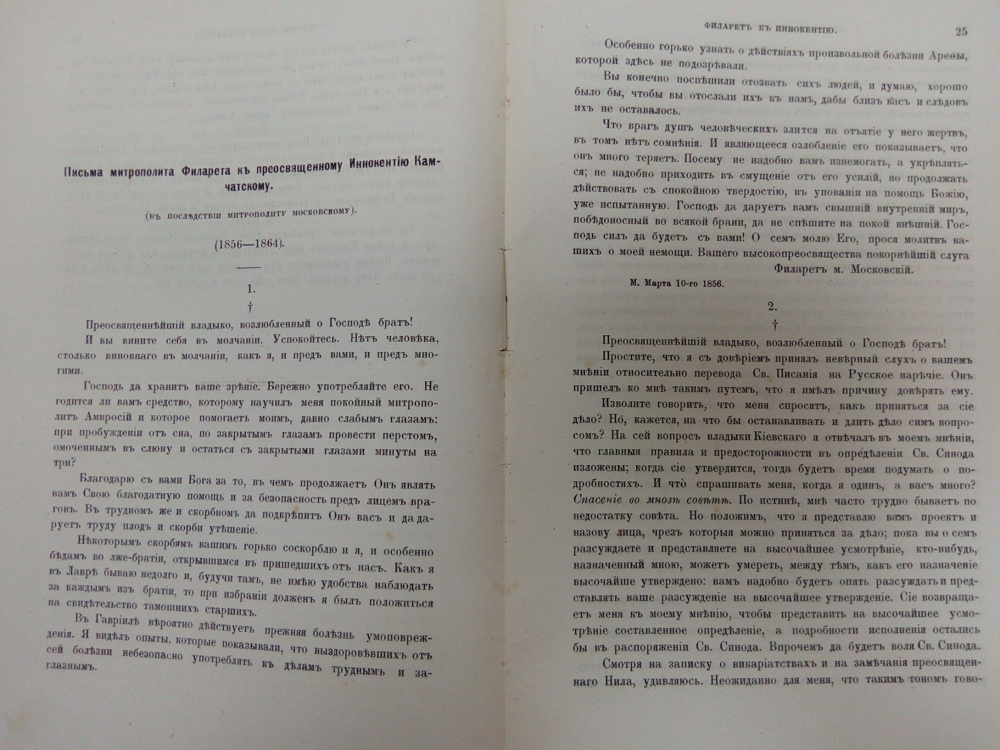 Письма митрополита Филарета къ преосвященному Иннокентію Кам-
чатскому.
(въ послѣдствіи митрополиту московскому).
(1856—1864).
1.
†
Преосвященнѣйшій владыко, возлюбленный о Господѣ братъ!
И вы вините себя въ молчаніи. Успокойтесь. Нѣтъ человѣка,
столько виновнаго въ молчаніи, какъ я, и предъ вами, и предъ мно-
гими.
Господь да хранитъ ваше зрѣніе. Бережно употребляйте его. Не
годится ли вамъ средство, которому научилъ меня покойный митропо-
литъ Амвросій и которое помогаетъ моимъ, давно слабымъ глазамъ:
при пробужденіи отъ сна, по закрытымъ глазамъ провести перстомъ,
омоченнымъ въ слюну и остаться съ закрытыми глазами минуты на
три?
Благодарю съ вами Бога за то, въ чемъ продолжаетъ Онъ являть
вамъ Свою благодатную помощь и за безопасность предъ лицемъ вра-
говъ. Въ трудномъ же и скорбномъ да подкрѣпитъ Онъ васъ и да да-
руетъ труду плодъ и скорби утѣшеніе.
Нѣкоторымъ скорбямъ вашимъ горько соскорблю и я, и особенно
бѣдамъ во лже-братіи, открывшимся въ пришедшихъ отъ насъ. Какъ я
въ Лаврѣ бываю недолго и, будучи тамъ, не имѣю удобства наблюдать
за каждымъ изъ братіи, то при избраніи долженъ я былъ положиться
на свидѣтельство тамошнихъ старшихъ.
Въ Гавріилѣ вѣроятно дѣйствуетъ прежняя болѣзнь умоповреж-
денія. Я видѣлъ опыты, которые показывали, что выздоровѣвшихъ отъ
сей болѣзни небезопасно употреблять къ дѣламъ труднымъ и за-
глазнымъ.
ФИЛАРЕТЪ КЪ ИННОКЕНТІЮ.
25
Особенно горько узнать о дѣйствіяхъ произвольной болѣзни Ареѳы,
которой здѣсь не подозрѣвали.
Вы конечно поспѣшили отозвать сихъ людей, и думаю, хорошо
было бы, чтобы вы отослали ихъ къ намъ, дабы близъ васъ и слѣдовъ
ихъ не оставалось.
Что врагъ душъ человѣческихъ злится на отъятіе у него жертвъ,
въ томъ нѣтъ сомнѣнія. И являющееся озлобленіе его показываетъ, что
онъ много теряетъ. Посему не надобно вамъ изнемогать, а укрѣплять-
ся; не надобно приходить въ смущеніе отъ его усилій, но продолжать
дѣйствовать съ спокойною твердостію, въ упованіи на помощь Божію,
уже испытанную. Господь да даруетъ вамъ свышній внутренній миръ,
побѣдоносный во всякой брани, да не спѣшите на покой внѣшній. Гос-
подь силъ да будетъ съ вами! О семъ молю Его, прося молитвъ ва-
шихъ о моей немощи. Вашего высокопреосвящества покорнѣйшій слуга
Филаретъ м. Московскій.
М. Марта 10-го 1856.
2.
†
Преосвященнѣйшій владыко, возлюбленный о Господѣ братъ!
Простите, что я съ довѣріемъ принялъ невѣрный слухъ о вашемъ
мнѣніи относительно перевода Св. Писанія на Русское нарѣчіе. Онъ
пришелъ ко мнѣ такимъ путемъ, что я имѣлъ причину довѣрять ему.
Изволите говорить, что меня спросятъ, какъ приняться за сіе
дѣло? Но́, кажется, на что бы останавливать и длить дѣло симъ вопро-
сомъ? На сей вопросъ владыки Кіевскаго я отвѣчалъ въ моемъ мнѣніи,
что главныя правила и предосторожности въ опредѣленіи Св. Синода
изложены; когда сіе утвердится, тогда будетъ время подумать о по-
дробностяхъ. И что̀ спрашивать меня, когда я одинъ, а васъ много?
Спасеніе во мнозѣ совѣтѣ. По истинѣ, мнѣ часто трудно бываетъ по
недостатку совѣта. Но положимъ, что я представлю вамъ проектъ и
назову лица, чрезъ которыя можно приняться за дѣло; пока вы о семъ
разсуждаете и представляете на высочайшее усмотрѣніе, кто-нибудь,
назначенный мною, можетъ умереть, между тѣмъ, какъ его назначеніе
высочайше утверждено: вамъ надобно будетъ опять разсуждать и пред-
ставлять ваше разсужденіе на высочайшее утвержденіе. Сіе возвраща-
етъ меня къ моему мнѣнію, чтобы представить на высочайшее усмо-
трѣніе составленное опредѣленіе, а подробности исполненія остались
бы въ распоряженіи Св. Синода. Впрочемъ да будетъ воля Св. Синода.
Смотря на записку о викаріатствахъ и на замѣчанія преосвящен-
наго Нила, удивляюсь. Неожиданно для меня, что такимъ тономъ гово-